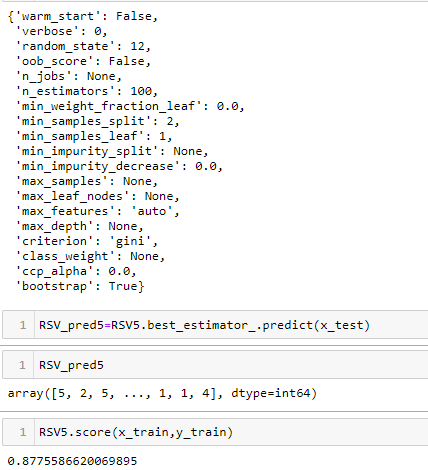 {'warm_start': False,
'verbose': 0,
'random_state': 12,
'oob_score': False,
'n_jobs': None,
'n_estimators': 100,
'min_weight_fraction_leaf': 0.0,
'min_samples_split': 2,
'min_samples_leaf': 1,
'min_impurity_split': None,
'min_impurity_decrease': 0.0,
'max_samples': None,
'max_leaf_nodes': None,
'max_features': 'auto',
'max_depth': None,
'criterion': 'gini',
'class_weight': None,
'ccp_alpha': 0.0,
'bootstrap': True}
1 RSV_pred5=RSV5.best_estimator_.predict(x_test)
1 RSV_pred5
array([5, 2, 5, ..., 1, 1, 4], dtype=int64)
1 RSV5.score(x_train,y_train)
0.8775586620069895